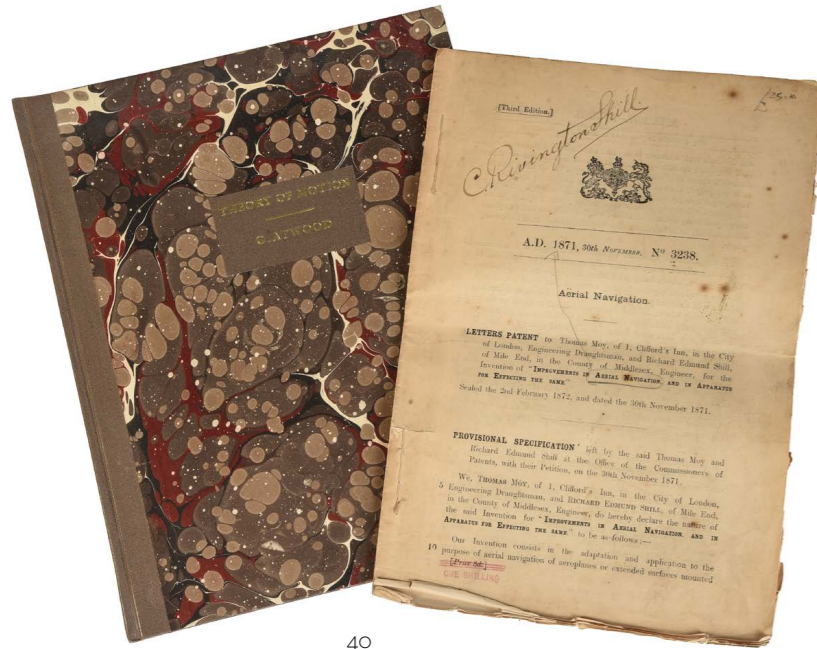 THEORY OF MOTION
G. ATWOOD
[Third Edition.]
C. Rivington Shill.
A.D. 1871, 30th NOVEMBER. No 3238.
Aërial Navigation.
LETTERS PATENT to Thomas Moy, of 1, Clifford's Inn, in the City
of London, Engineering Draughtsman, and Richard Edmund Shill,
of Mile End, in the County of Middlesex, Engineer, for the
Invention of "IMPROVEMENTS IN AERIAL NAVIGATION, AND IN APPARATUS
FOR EFFECTING THE SAME."
Sealed the 2nd February 1872, and dated the 30th November 1871.
PROVISIONAL SPECIFICATION left by the said Thomas Moy and
Richard Edmund Shill at the Office of the Commissioners of
Patents, with their Petition, on the 30th November 1871.
We, THOMAS MOY, of 1, Clifford's Inn, in the City of London,
5 Engineering Draughtsman, and RICHARD EDMUND SHILL, of Mile End,
in the County of Middlesex, Engineer, do hereby declare the nature of
the said Invention for "IMPROVEMENTS IN AERIAL NAVIGATION, AND IN
APPARATUS FOR EFFECTING THE SAME," to be as follows:—
Our Invention consists in the adaptation and application to the
10 purpose of aerial navigation of aeroplanes or extended surfaces mounted
[Price 8d.]
ONE SHILLING
40